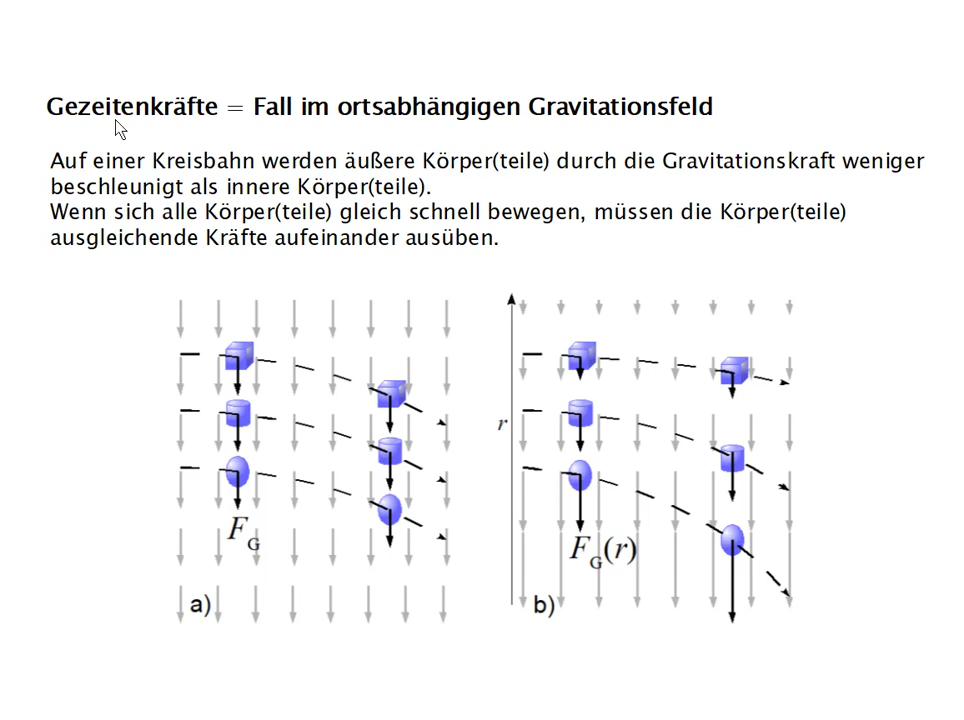 Gezeitenkräfte = Fall im ortsabhängigen Gravitationsfeld
Auf einer Kreisbahn werden äußere Körper(teile) durch die Gravitationskraft weniger
beschleunigt als innere Körper(teile).
Wenn sich alle Körper(teile) gleich schnell bewegen, müssen die Körper(teile)
ausgleichende Kräfte aufeinander ausüben.
F_G
a)
r
F_G(r)
b)